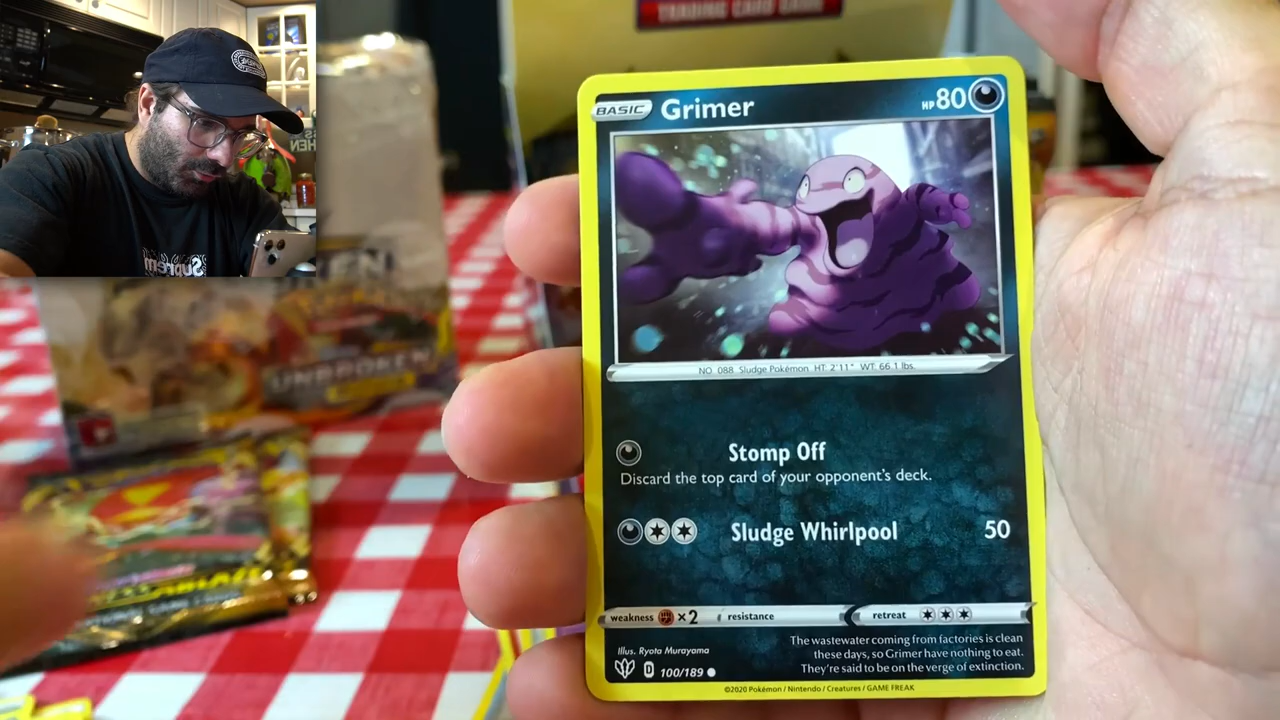 TRADING CARD GAME
BASIC Grimer HP 80
NO. 088 Sludge Pokémon HT: 2'11" WT: 66.1 lbs.
Stomp Off
Discard the top card of your opponent's deck.
Sludge Whirlpool 50
weakness ×2 resistance retreat
The wastewater coming from factories is clean
these days, so Grimer have nothing to eat.
They're said to be on the verge of extinction.
Illus. Ryota Murayama
D 100/189
©2020 Pokémon / Nintendo / Creatures / GAME FREAK
UNBROKEN
Suprem